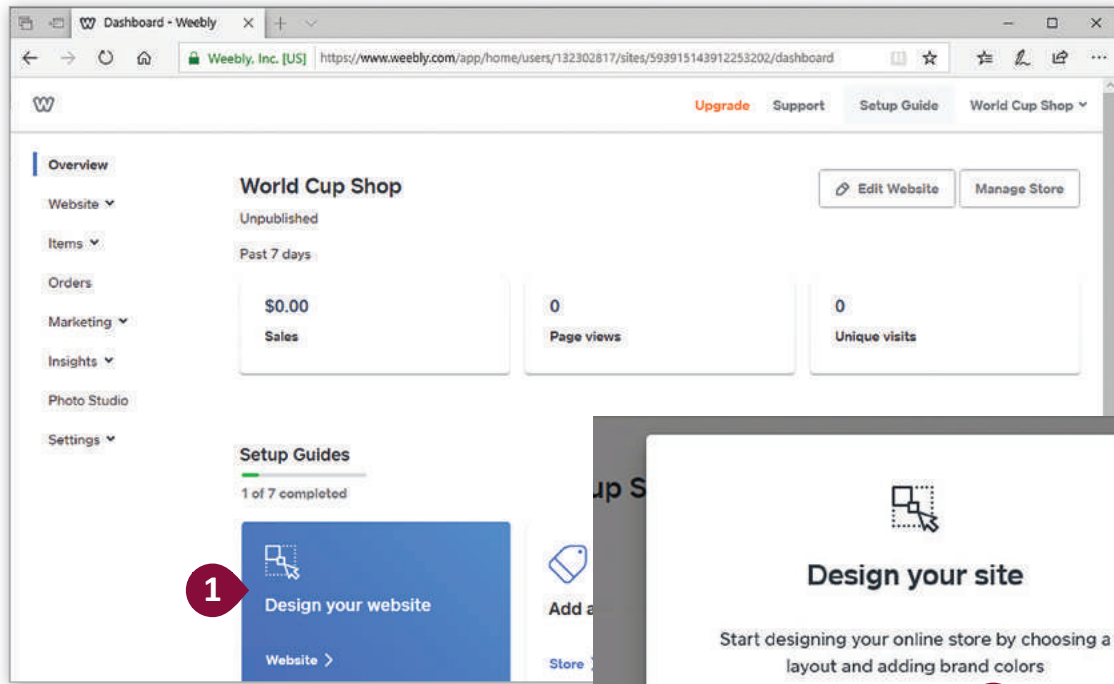 Dashboard - Weebly
Weebly, Inc. [US] https://www.weebly.com/app/home/users/132302817/sites/593915143912253202/dashboard
Upgrade Support Setup Guide World Cup Shop
Overview
Website
Items
Orders
Marketing
Insights
Photo Studio
Settings
World Cup Shop
Edit Website
Manage Store
Unpublished
Past 7 days
$0.00
Sales
0
Page views
0
Unique visits
Setup Guides
1 of 7 completed
1
Design your website
Website >
Add a
Store
up S
Design your site
Start designing your online store by choosing a
layout and adding brand colors